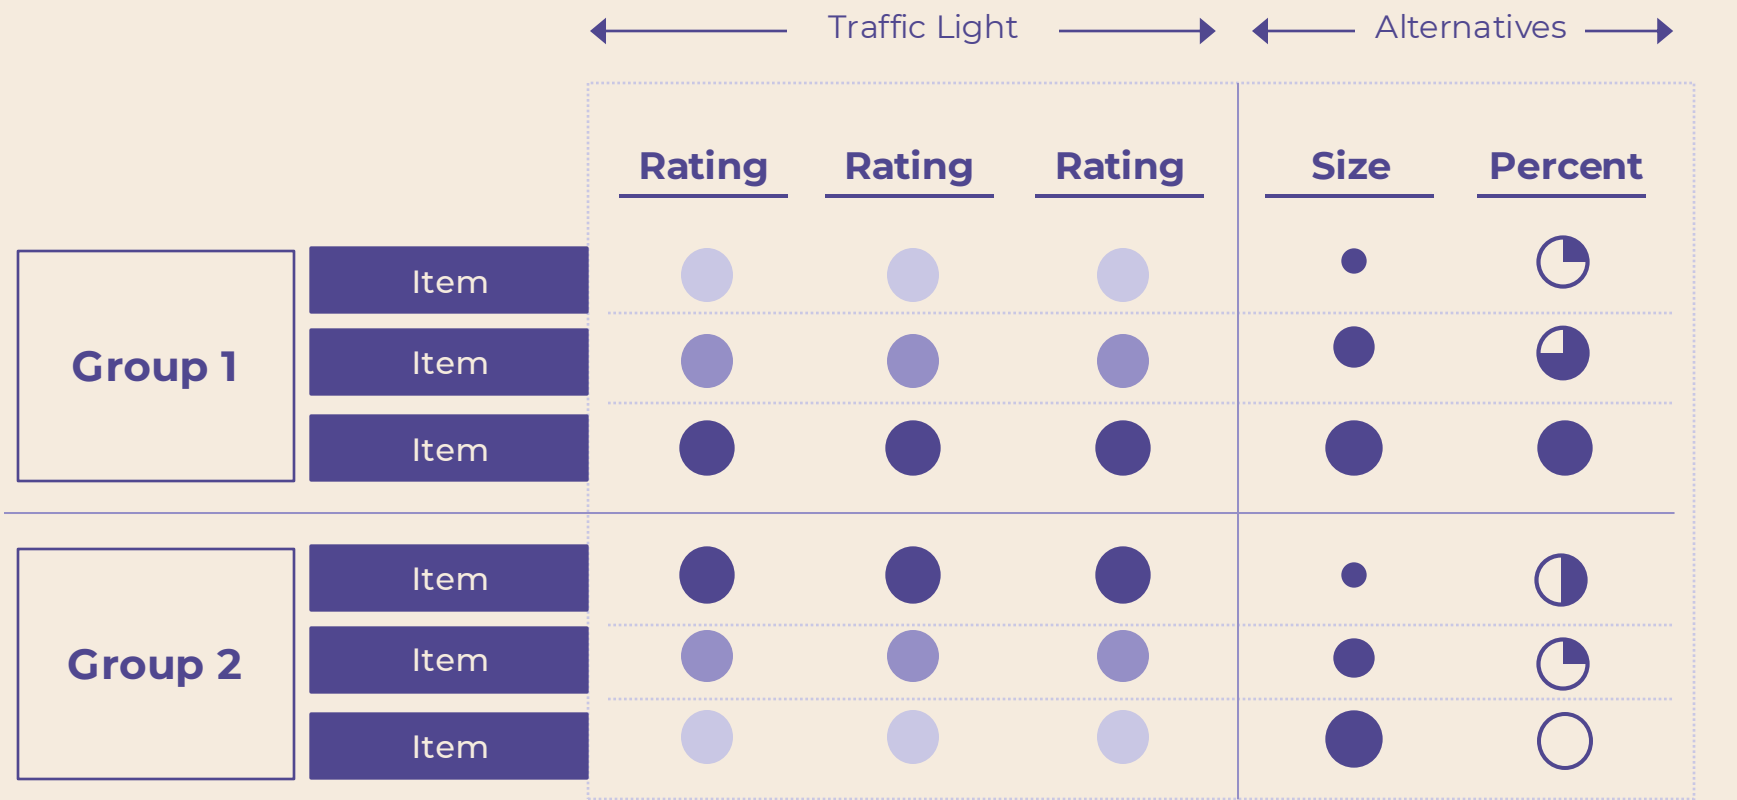 Traffic Light
Alternatives
Rating
Rating
Rating
Size
Percent
Group 1
Item
Item
Item
Group 2
Item
Item
Item